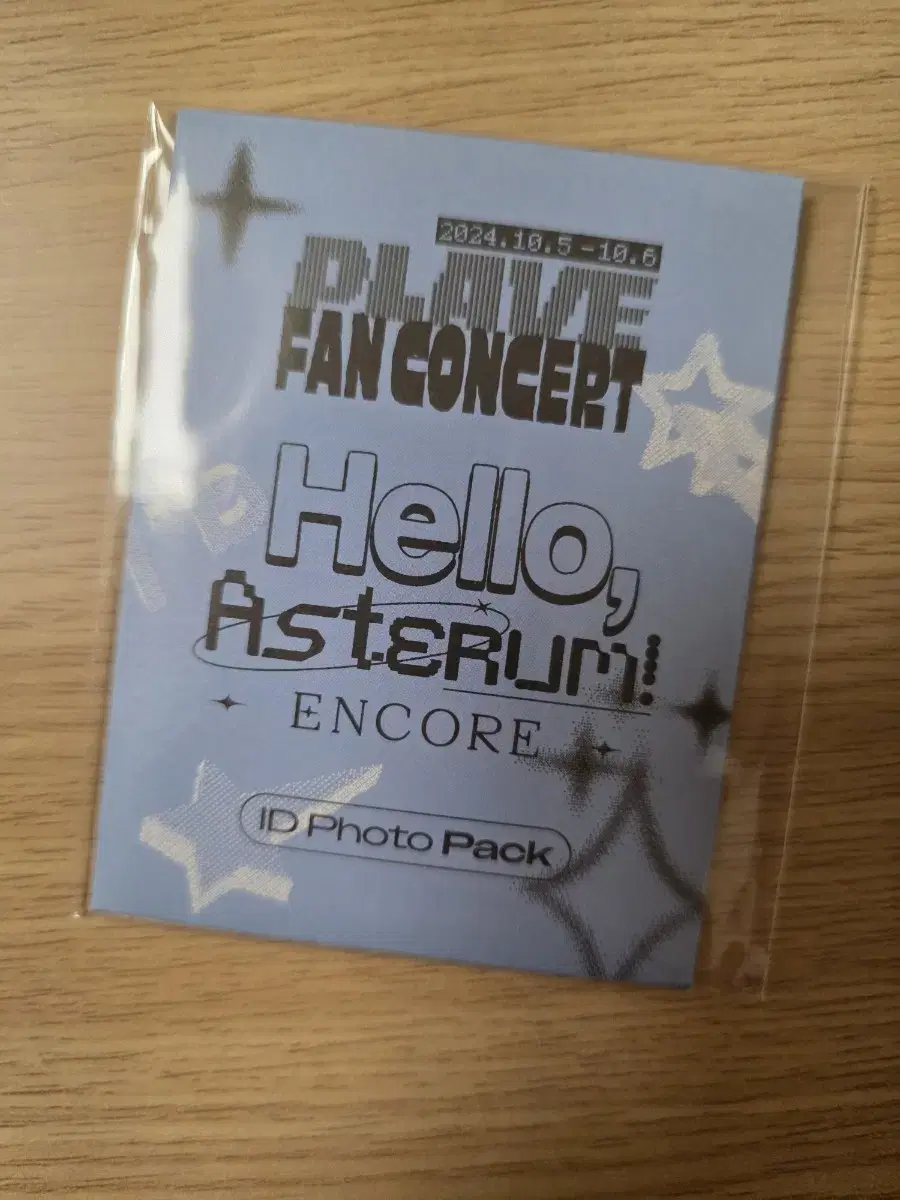 2024.10.5-10.6
PLAVE
FAN CONCERT
Hello,
Asterum!
ENCORE
ID Photo Pack